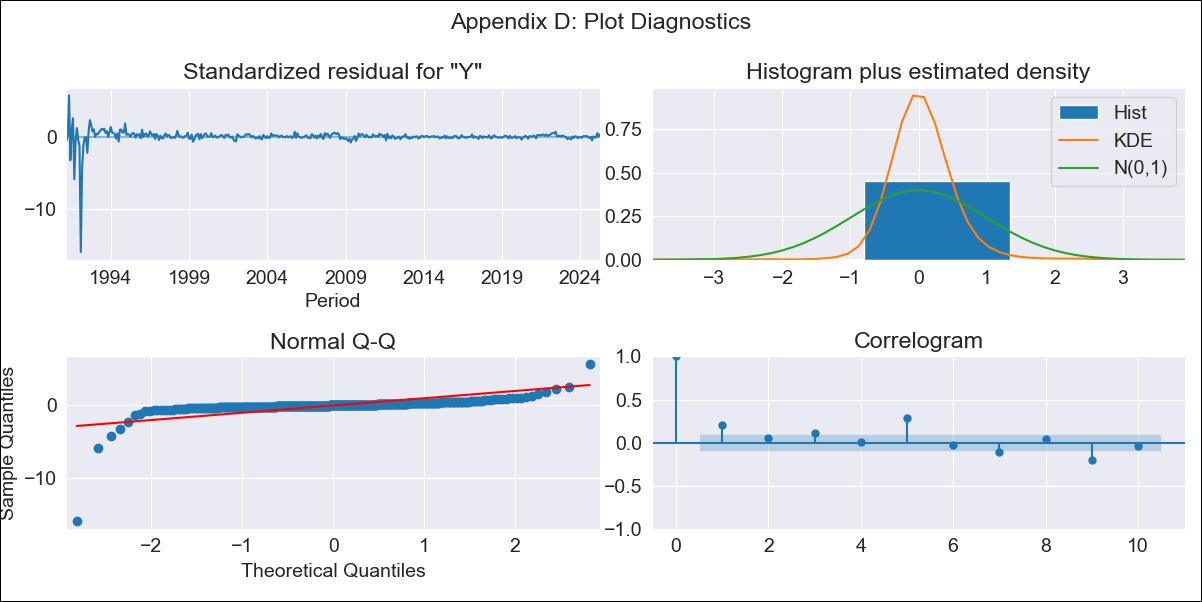 Appendix D: Plot Diagnostics
Standardized residual for "Y"
0
−10
1994 1999 2004 2009 2014 2019 2024
Period
Histogram plus estimated density
0.75
0.50
0.25
0.00
−3 −2 −1 0 1 2 3
Hist
KDE
N(0,1)
Normal Q-Q
Sample Quantiles
0
−10
−2 −1 0 1 2
Theoretical Quantiles
Correlogram
1.0
0.5
0.0
−0.5
−1.0
0 2 4 6 8 10